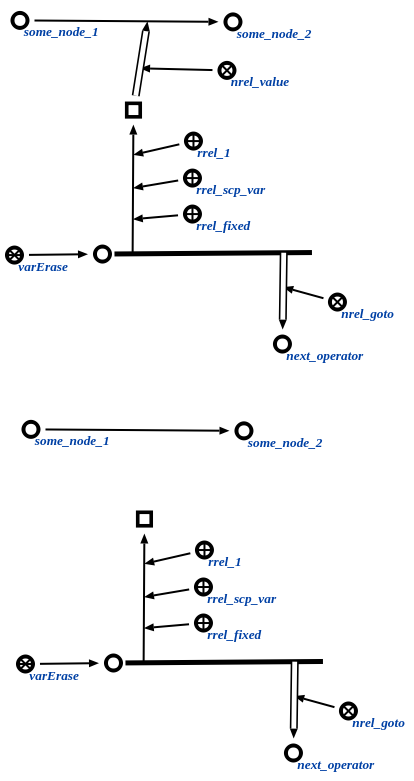 some_node_1
some_node_2
nrel_value
rrel_1
rrel_scp_var
rrel_fixed
varErase
nrel_goto
next_operator
some_node_1
some_node_2
rrel_1
rrel_scp_var
rrel_fixed
varErase
nrel_goto
next_operator